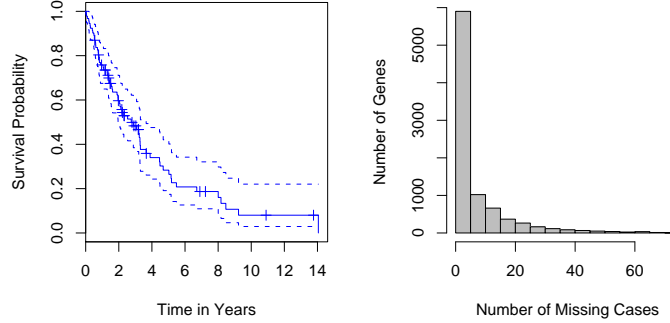 Survival Probability
0.0 0.2 0.4 0.6 0.8 1.0
0 2 4 6 8 10 12 14
Time in Years
Number of Genes
0 1000 3000 5000
0 20 40 60
Number of Missing Cases